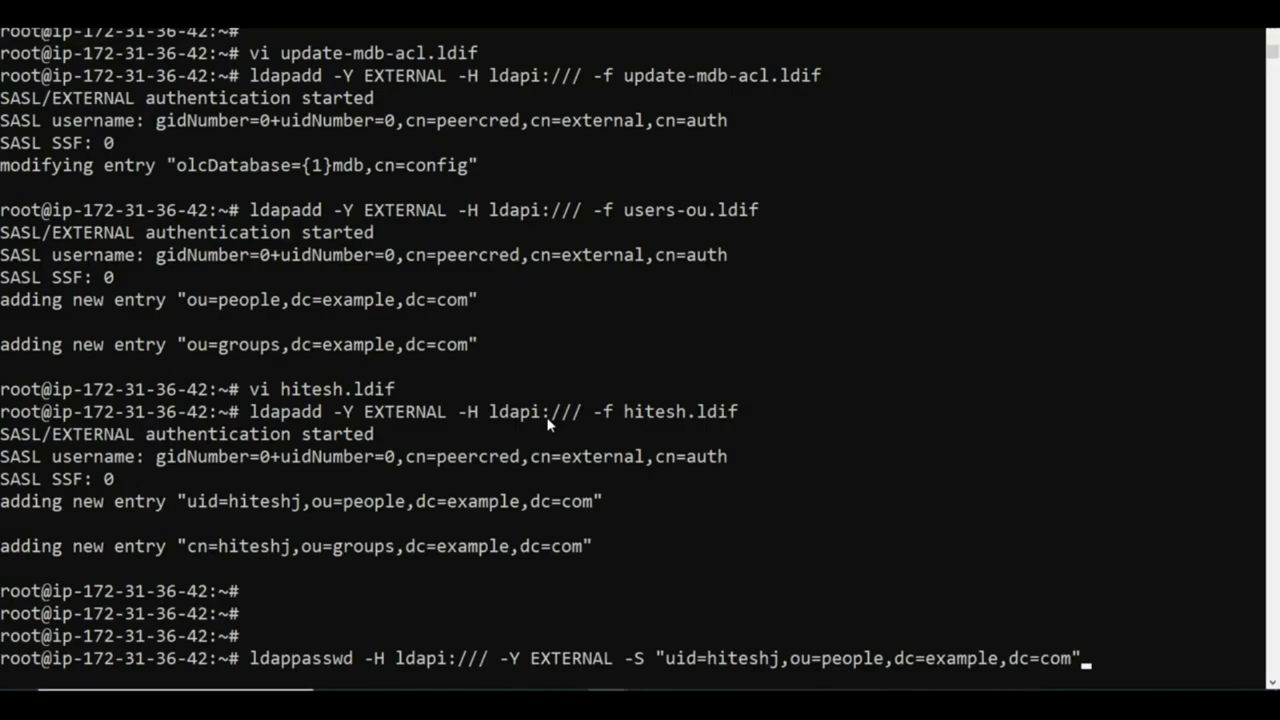 root@ip-172-31-36-42:~#
root@ip-172-31-36-42:~# vi update-mdb-acl.ldif
root@ip-172-31-36-42:~# ldapadd -Y EXTERNAL -H ldapi:/// -f update-mdb-acl.ldif
SASL/EXTERNAL authentication started
SASL username: gidNumber=0+uidNumber=0,cn=peercred,cn=external,cn=auth
SASL SSF: 0
modifying entry "olcDatabase={1}mdb,cn=config"
root@ip-172-31-36-42:~# ldapadd -Y EXTERNAL -H ldapi:/// -f users-ou.ldif
SASL/EXTERNAL authentication started
SASL username: gidNumber=0+uidNumber=0,cn=peercred,cn=external,cn=auth
SASL SSF: 0
adding new entry "ou=people,dc=example,dc=com"
adding new entry "ou=groups,dc=example,dc=com"
root@ip-172-31-36-42:~# vi hitesh.ldif
root@ip-172-31-36-42:~# ldapadd -Y EXTERNAL -H ldapi:/// -f hitesh.ldif
SASL/EXTERNAL authentication started
SASL username: gidNumber=0+uidNumber=0,cn=peercred,cn=external,cn=auth
SASL SSF: 0
adding new entry "uid=hiteshj,ou=people,dc=example,dc=com"
adding new entry "cn=hiteshj,ou=groups,dc=example,dc=com"
root@ip-172-31-36-42:~#
root@ip-172-31-36-42:~#
root@ip-172-31-36-42:~#
root@ip-172-31-36-42:~# ldappasswd -H ldapi:/// -Y EXTERNAL -S "uid=hiteshj,ou=people,dc=example,dc=com"